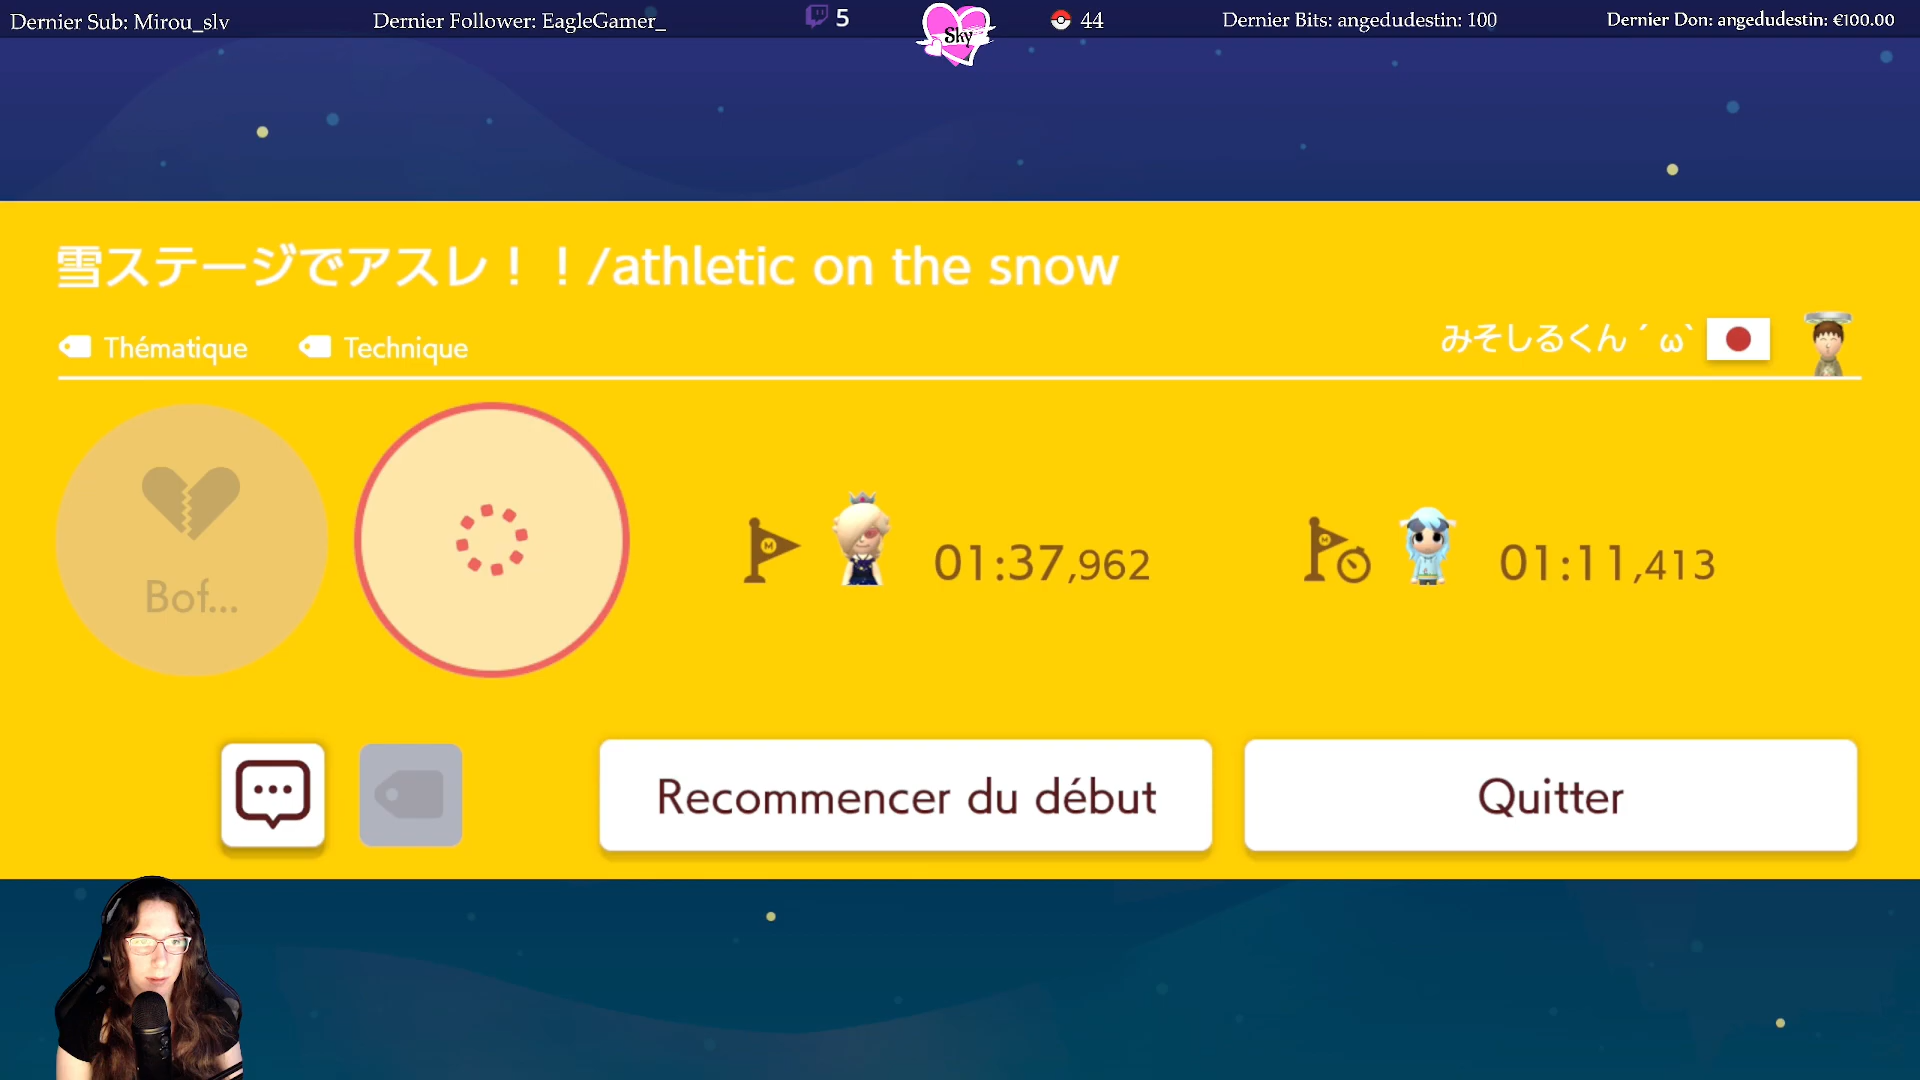 Dernier Sub: Mirou_slv
Dernier Follower: EagleGamer_
5
Sky
44
Dernier Bits: angedudestin: 100
Dernier Don: angedudestin: €100.00
雪ステージでアスレ！！/athletic on the snow
Thématique
Technique
みそしるくん´ω`
Bof...
M
01:37,962
M
01:11,413
Recommencer du début
Quitter